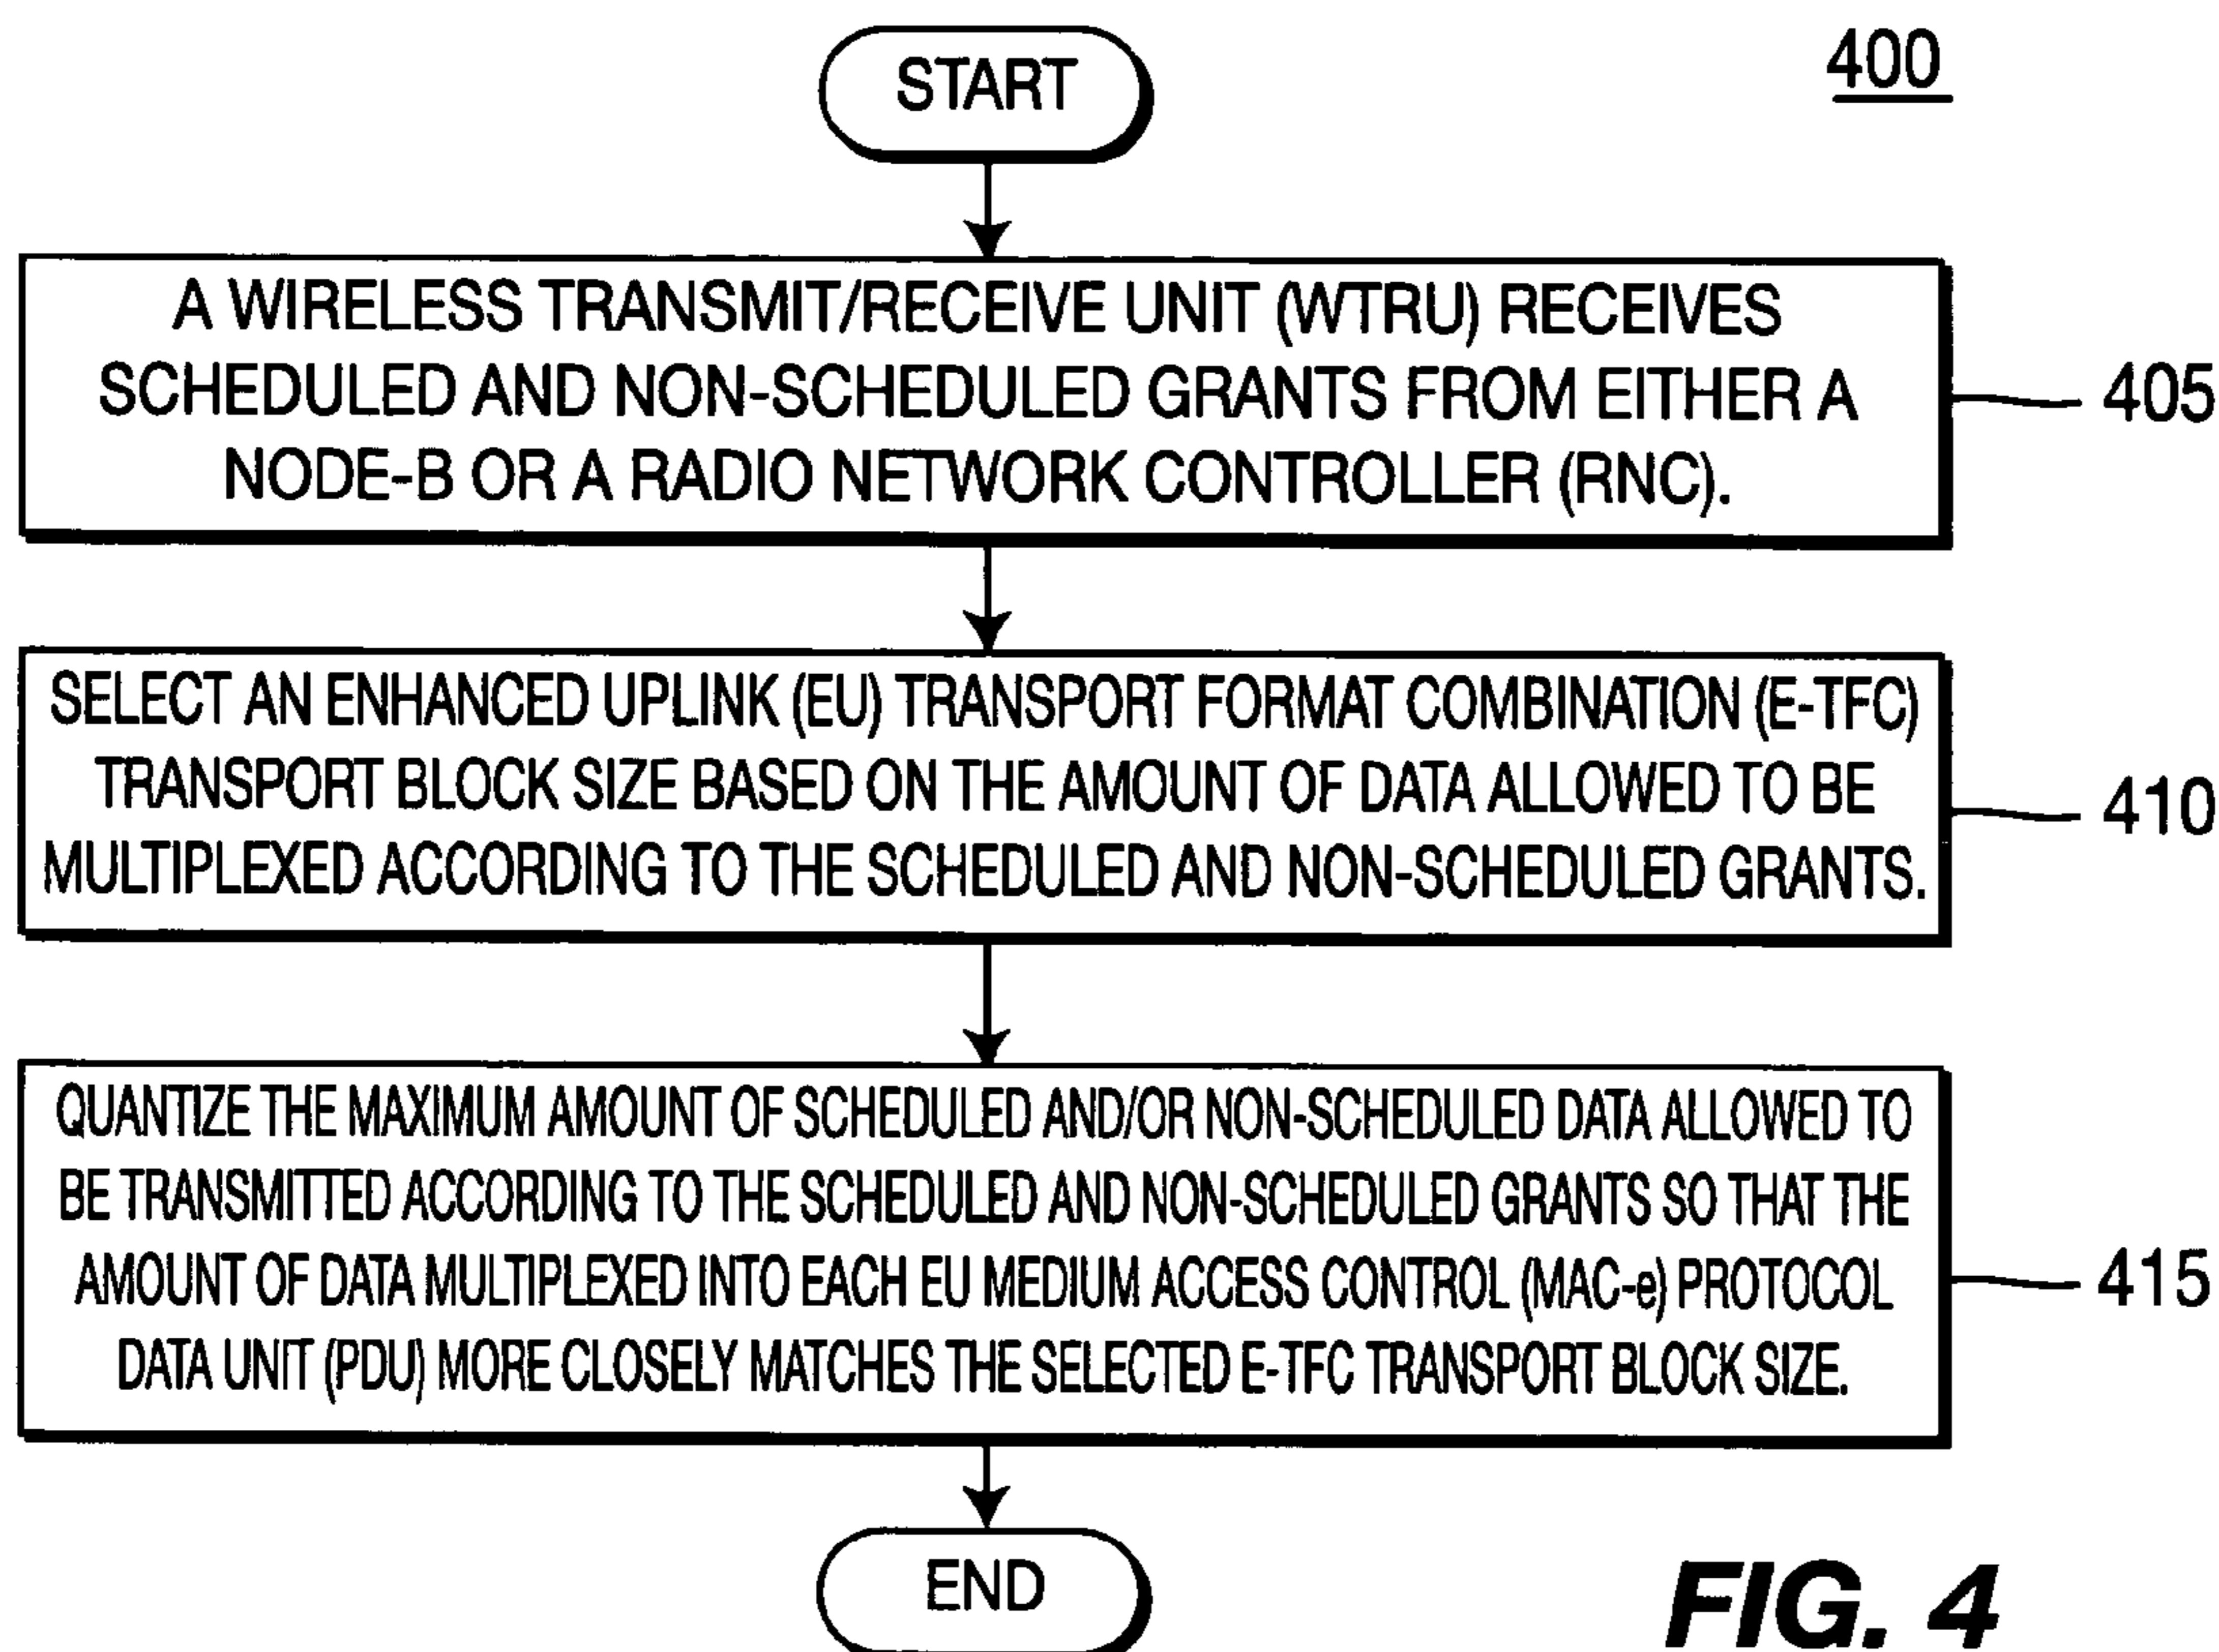 START
400
A WIRELESS TRANSMIT/RECEIVE UNIT (WTRU) RECEIVES
SCHEDULED AND NON-SCHEDULED GRANTS FROM EITHER A
NODE-B OR A RADIO NETWORK CONTROLLER (RNC).
405
SELECT AN ENHANCED UPLINK (EU) TRANSPORT FORMAT COMBINATION (E-TFC)
TRANSPORT BLOCK SIZE BASED ON THE AMOUNT OF DATA ALLOWED TO BE
MULTIPLEXED ACCORDING TO THE SCHEDULED AND NON-SCHEDULED GRANTS.
410
QUANTIZE THE MAXIMUM AMOUNT OF SCHEDULED AND/OR NON-SCHEDULED DATA ALLOWED TO
BE TRANSMITTED ACCORDING TO THE SCHEDULED AND NON-SCHEDULED GRANTS SO THAT THE
AMOUNT OF DATA MULTIPLEXED INTO EACH EU MEDIUM ACCESS CONTROL (MAC-e) PROTOCOL
DATA UNIT (PDU) MORE CLOSELY MATCHES THE SELECTED E-TFC TRANSPORT BLOCK SIZE.
415
END
FIG. 4